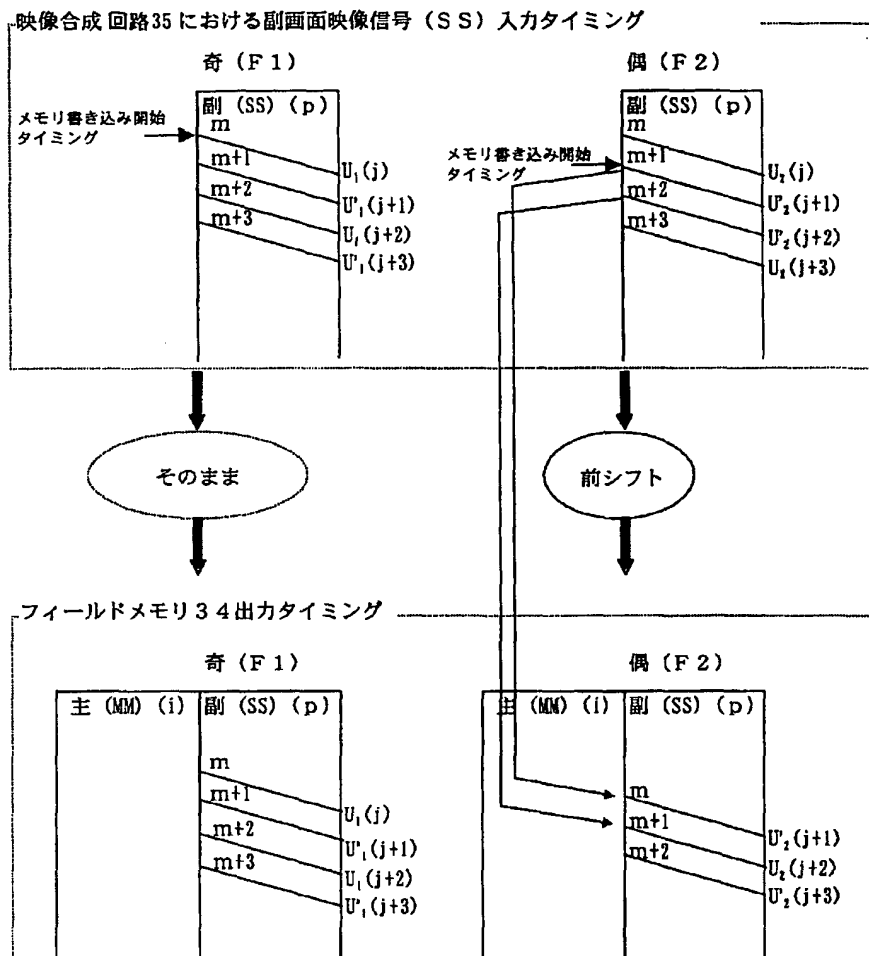 映像合成回路35 における副画面映像信号（ＳＳ）入力タイミング
奇（Ｆ１）
副（SS）（p）
メモリ書き込み開始
タイミング
m
m+1
m+2
m+3
U₁(j)
U'₁(j+1)
U₁(j+2)
U'₁(j+3)
偶（Ｆ２）
副（SS）（p）
メモリ書き込み開始
タイミング
m
m+1
m+2
m+3
U₂(j)
U'₂(j+1)
U'₂(j+2)
U₂(j+3)
そのまま
前シフト
フィールドメモリ３４出力タイミング
奇（Ｆ１）
主（MM）（i）
副（SS）（p）
m
m+1
m+2
m+3
U₁(j)
U'₁(j+1)
U₁(j+2)
U'₁(j+3)
偶（Ｆ２）
主（MM）（i）
副（SS）（p）
m
m+1
m+2
U'₂(j+1)
U₂(j+2)
U'₂(j+3)